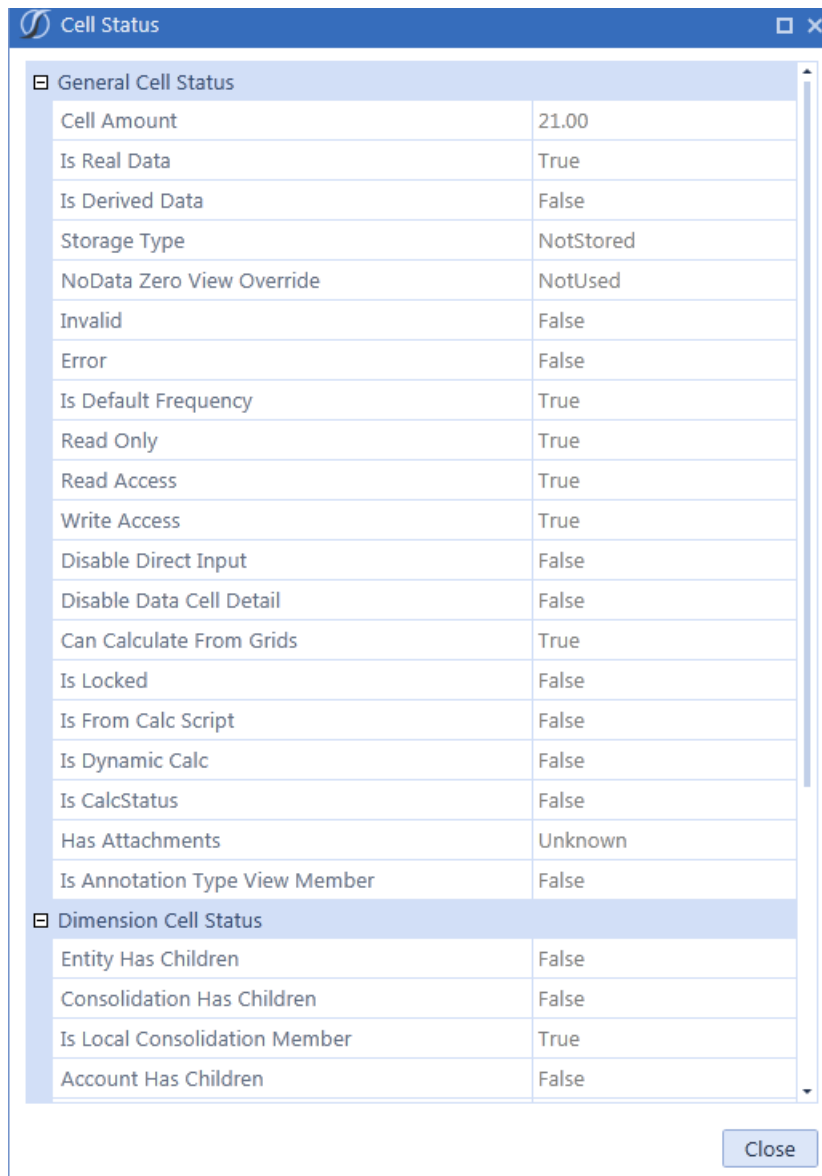 Cell Status
General Cell Status
Cell Amount 21.00
Is Real Data True
Is Derived Data False
Storage Type NotStored
NoData Zero View Override NotUsed
Invalid False
Error False
Is Default Frequency True
Read Only True
Read Access True
Write Access True
Disable Direct Input False
Disable Data Cell Detail False
Can Calculate From Grids True
Is Locked False
Is From Calc Script False
Is Dynamic Calc False
Is CalcStatus False
Has Attachments Unknown
Is Annotation Type View Member False
Dimension Cell Status
Entity Has Children False
Consolidation Has Children False
Is Local Consolidation Member True
Account Has Children False
Close